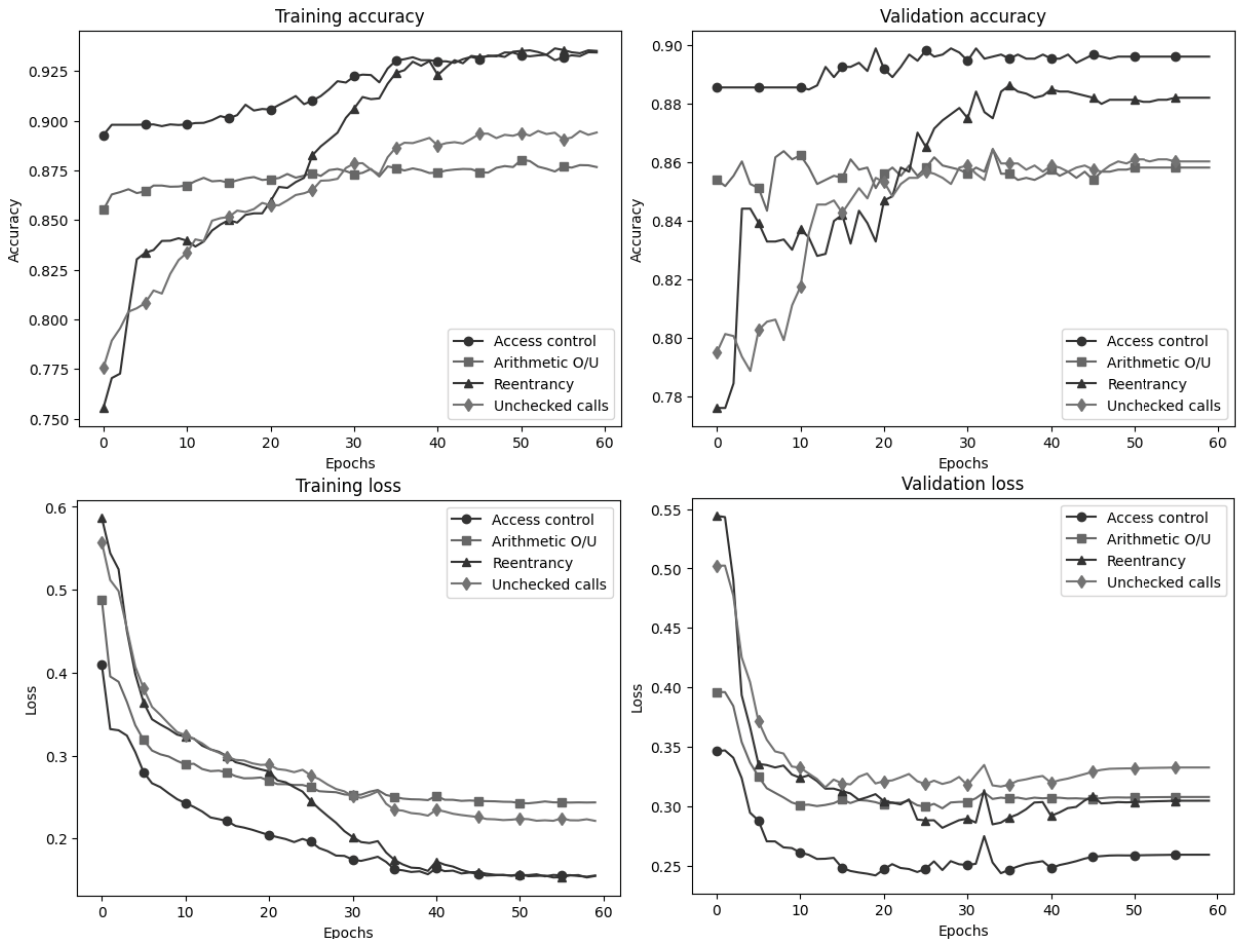 Training accuracy
Accuracy
0.925
0.900
0.875
0.850
0.825
0.800
0.775
0.750
Access control
Arithmetic O/U
Reentrancy
Unchecked calls
0 10 20 30 40 50 60
Epochs
Validation accuracy
Accuracy
0.90
0.88
0.86
0.84
0.82
0.80
0.78
Access control
Arithmetic O/U
Reentrancy
Unchecked calls
0 10 20 30 40 50 60
Epochs
Training loss
Loss
0.6
0.5
0.4
0.3
0.2
Access control
Arithmetic O/U
Reentrancy
Unchecked calls
0 10 20 30 40 50 60
Epochs
Validation loss
Loss
0.55
0.50
0.45
0.40
0.35
0.30
0.25
Access control
Arithmetic O/U
Reentrancy
Unchecked calls
0 10 20 30 40 50 60
Epochs